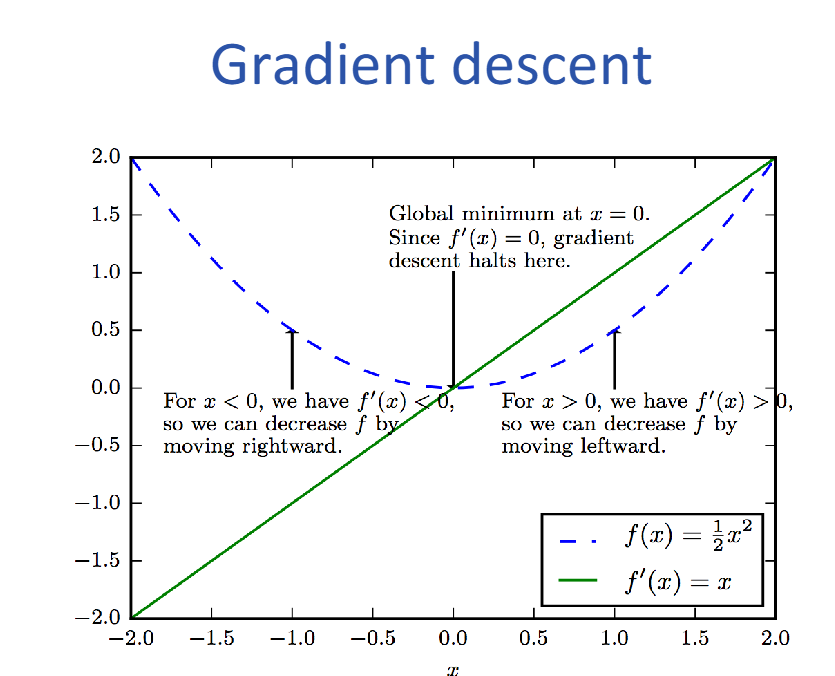 Gradient descent
2.0
1.5
1.0
0.5
0.0
−0.5
−1.0
−1.5
−2.0
Global minimum at x = 0.
Since f′(x) = 0, gradient
descent halts here.
For x < 0, we have f′(x) < 0,
so we can decrease f by
moving rightward.
For x > 0, we have f′(x) > 0,
so we can decrease f by
moving leftward.
f(x) = ½x²
f′(x) = x
−2.0 −1.5 −1.0 −0.5 0.0 0.5 1.0 1.5 2.0
x